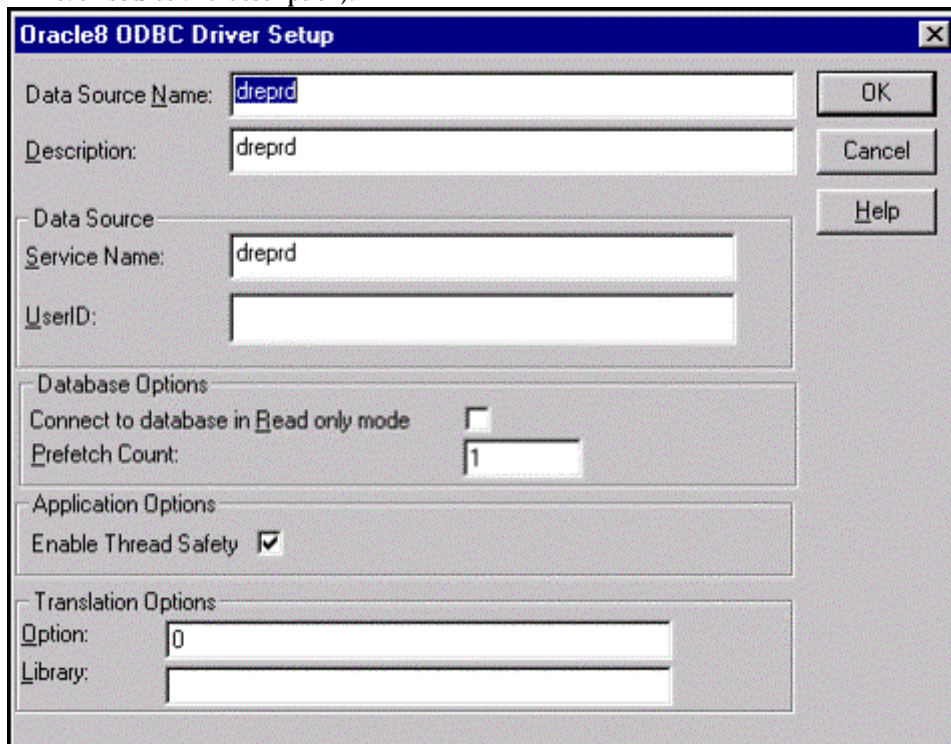 Oracle8 ODBC Driver Setup
Data Source Name: dreprd
OK
Description: dreprd
Cancel
Help
Data Source
Service Name: dreprd
UserID:
Database Options
Connect to database in Read only mode
Prefetch Count: 1
Application Options
Enable Thread Safety
Translation Options
Option: 0
Library: